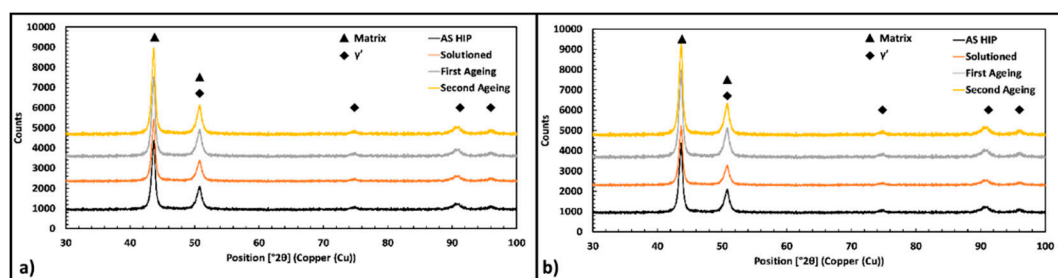 10000
9000
8000
7000
6000
5000
4000
3000
2000
1000
0
Counts
30 40 50 60 70 80 90 100
Position [°2θ] (Copper (Cu))
▲ Matrix
◆ γ'
AS HIP
Solutioned
First Ageing
Second Ageing
a)
10000
9000
8000
7000
6000
5000
4000
3000
2000
1000
0
Counts
30 40 50 60 70 80 90 100
Position [°2θ] (Copper (Cu))
▲ Matrix
◆ γ'
AS HIP
Solutioned
First Ageing
Second Ageing
b)